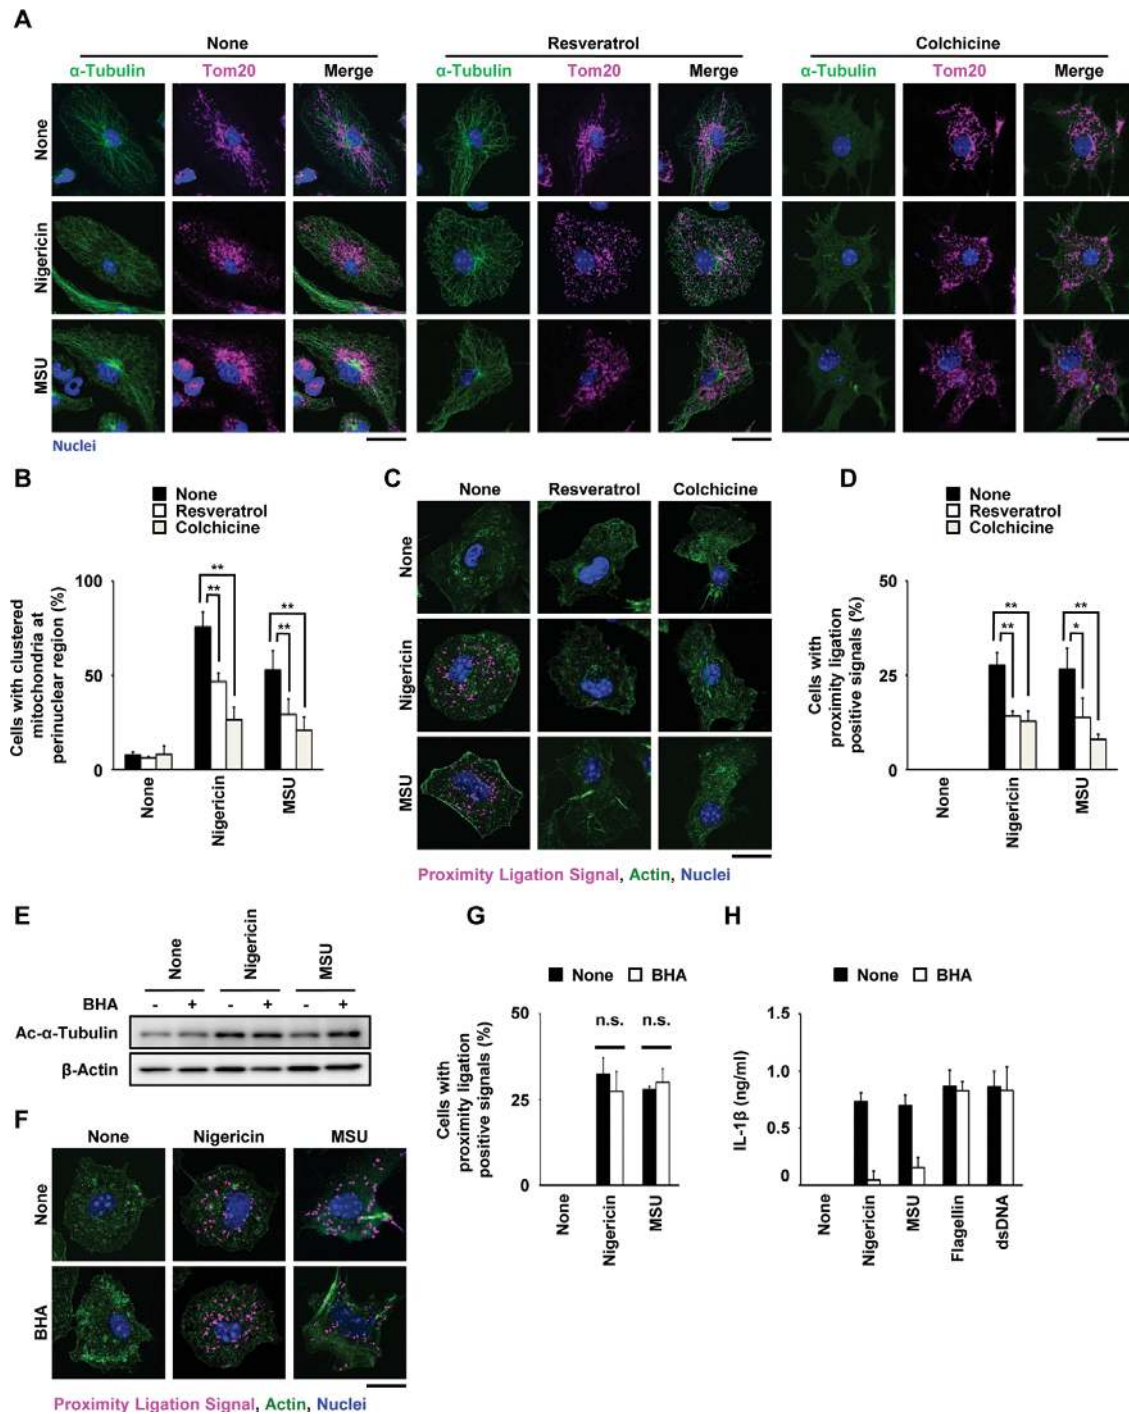 A
None Resveratrol Colchicine
α-Tubulin Tom20 Merge α-Tubulin Tom20 Merge α-Tubulin Tom20 Merge
None
Nigericin
MSU
Nuclei
B
None
Resveratrol
Colchicine
Cells with clustered
mitochondria at
perinuclear region (%)
100
50
0
**
**
**
**
None
Nigericin
MSU
C
None Resveratrol Colchicine
None
Nigericin
MSU
Proximity Ligation Signal, Actin, Nuclei
D
None
Resveratrol
Colchicine
Cells with
proximity ligation
positive signals (%)
50
25
0
**
**
**
*
None
Nigericin
MSU
E
None
Nigericin
MSU
BHA - + - + - +
Ac-α-Tubulin
β-Actin
F
None Nigericin MSU
None
BHA
Proximity Ligation Signal, Actin, Nuclei
G
None BHA
Cells with
proximity ligation
positive signals (%)
50
25
0
n.s. n.s.
None
Nigericin
MSU
H
None BHA
IL-1β (ng/ml)
1.5
1.0
0.5
0
None
Nigericin
MSU
Flagellin
dsDNA